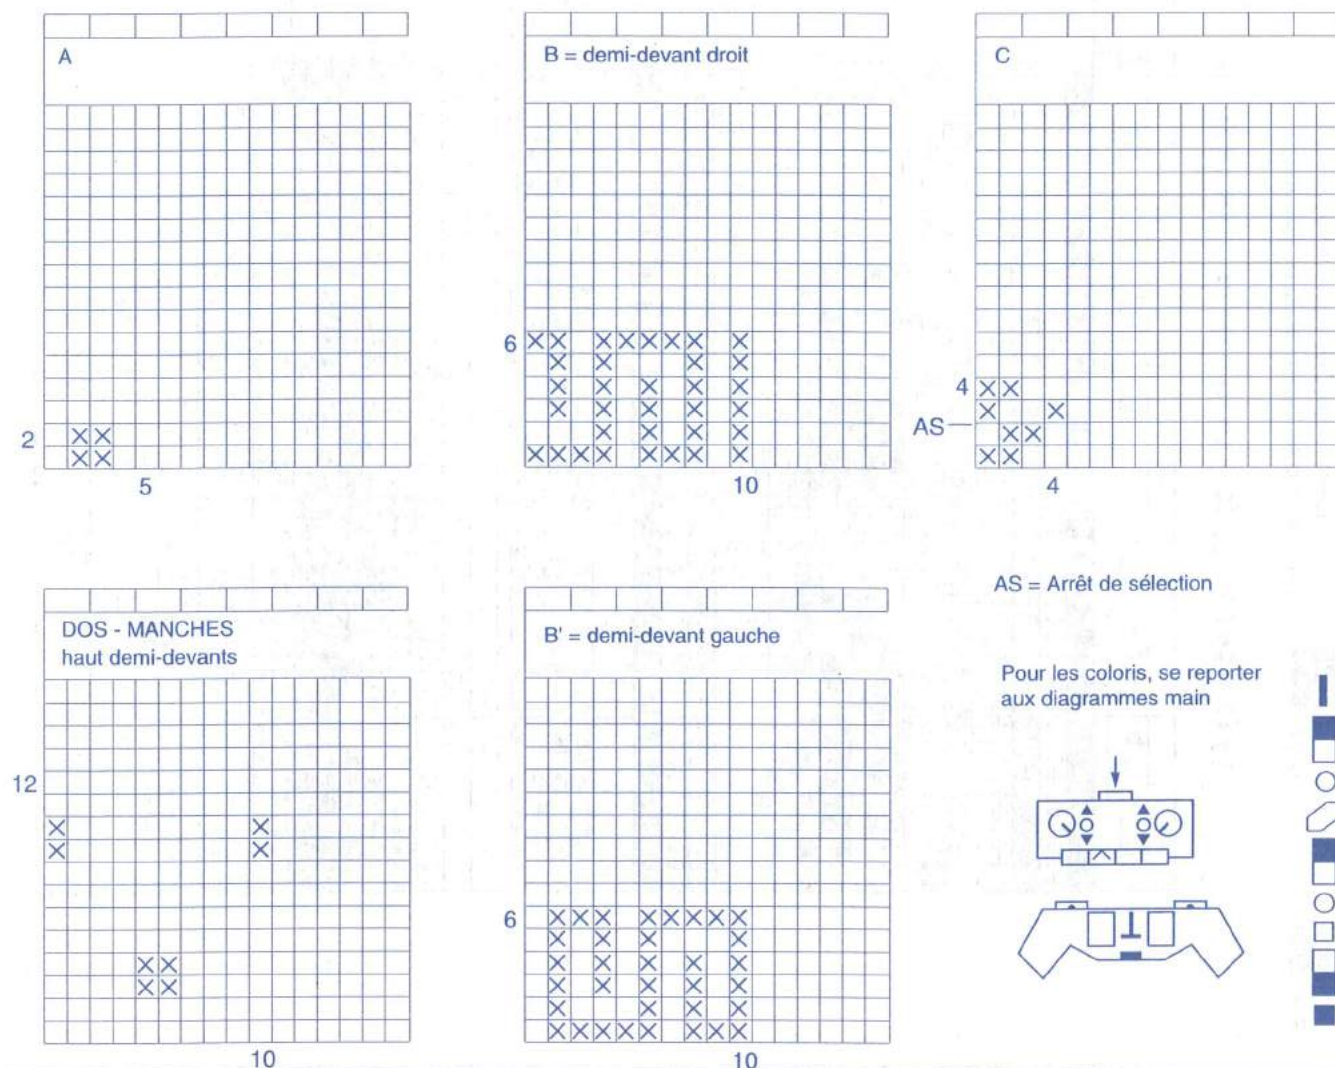 A
2
5
B = demi-devant droit
6
10
C
4
AS
4
DOS - MANCHES
haut demi-devants
12
10
B' = demi-devant gauche
6
10
AS = Arrêt de sélection
Pour les coloris, se reporter
aux diagrammes main